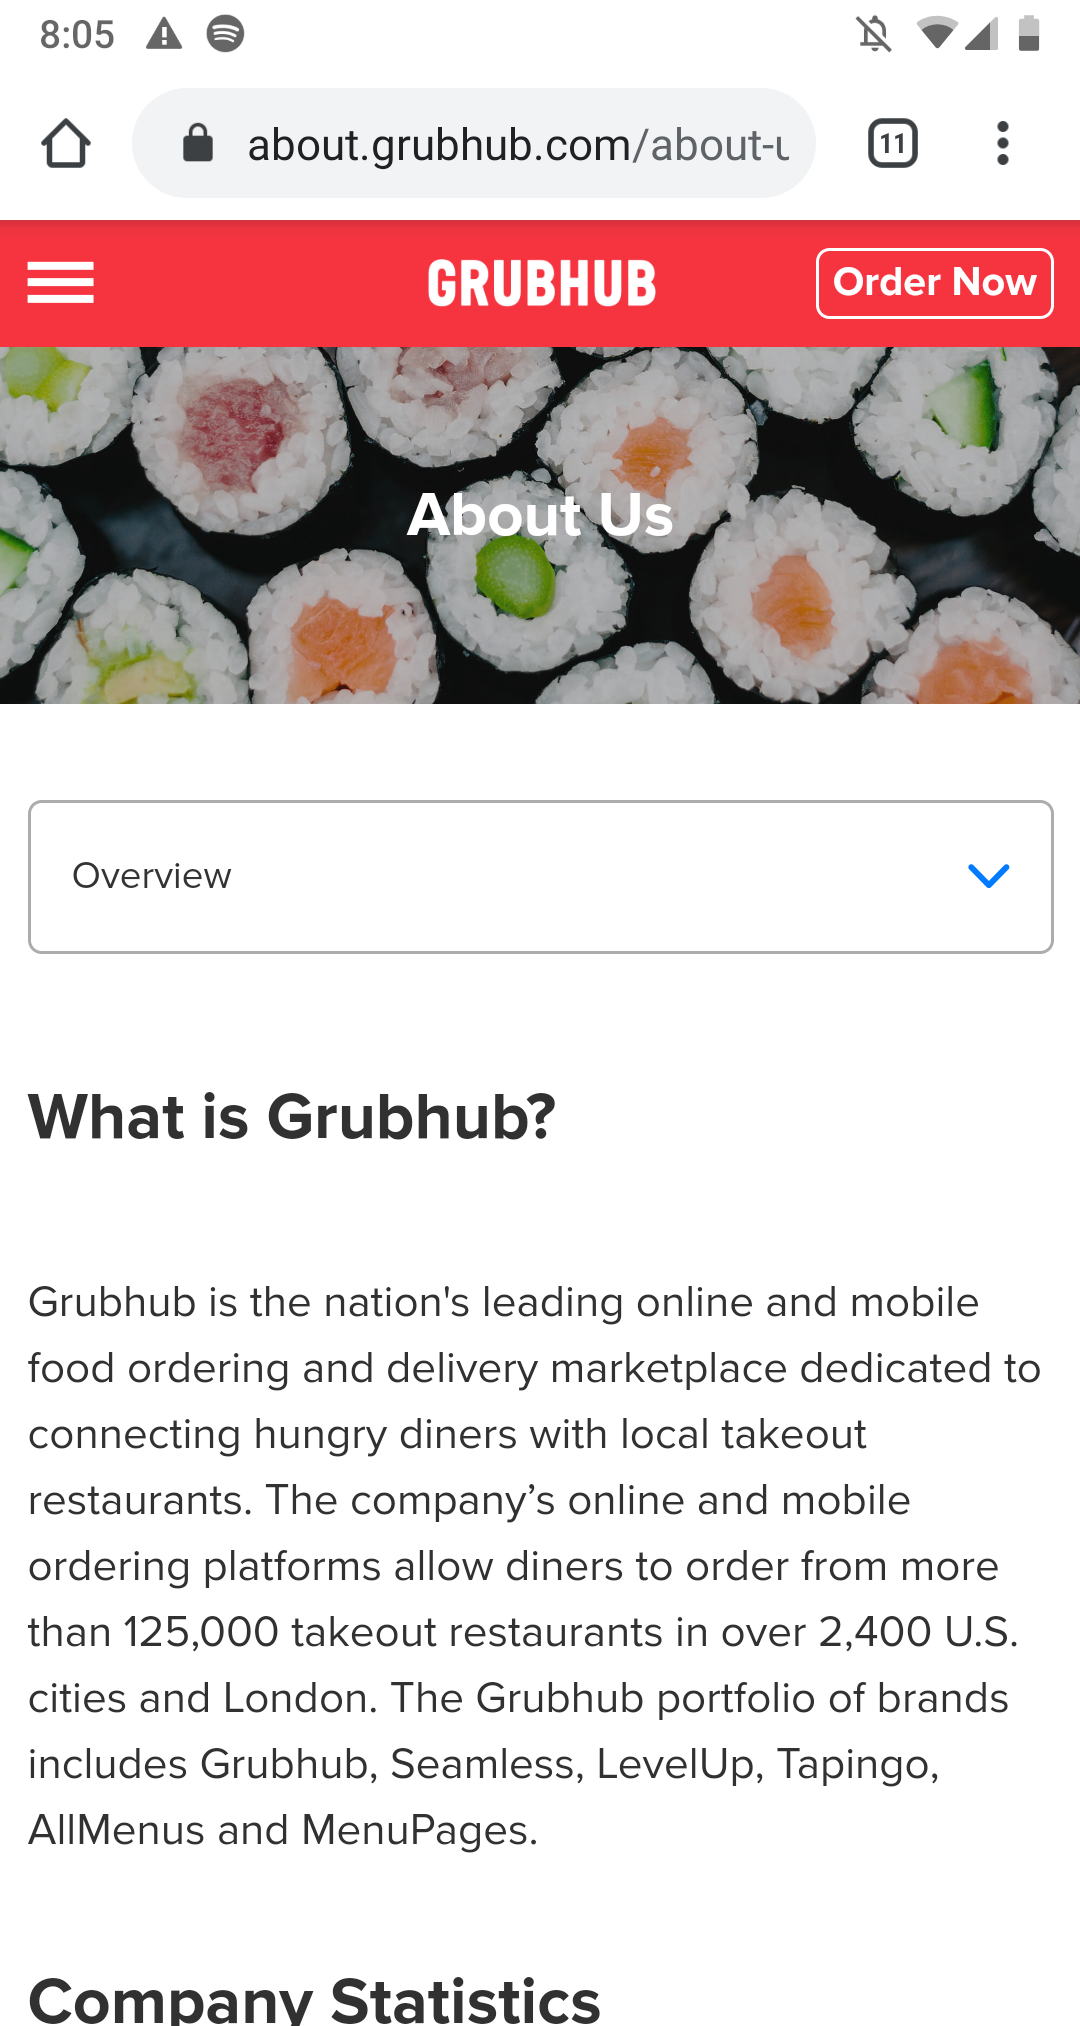 8:05
about.grubhub.com/about-u
11
GRUBHUB
Order Now
About Us
Overview
What is Grubhub?
Grubhub is the nation's leading online and mobile
food ordering and delivery marketplace dedicated to
connecting hungry diners with local takeout
restaurants. The company’s online and mobile
ordering platforms allow diners to order from more
than 125,000 takeout restaurants in over 2,400 U.S.
cities and London. The Grubhub portfolio of brands
includes Grubhub, Seamless, LevelUp, Tapingo,
AllMenus and MenuPages.
Company Statistics